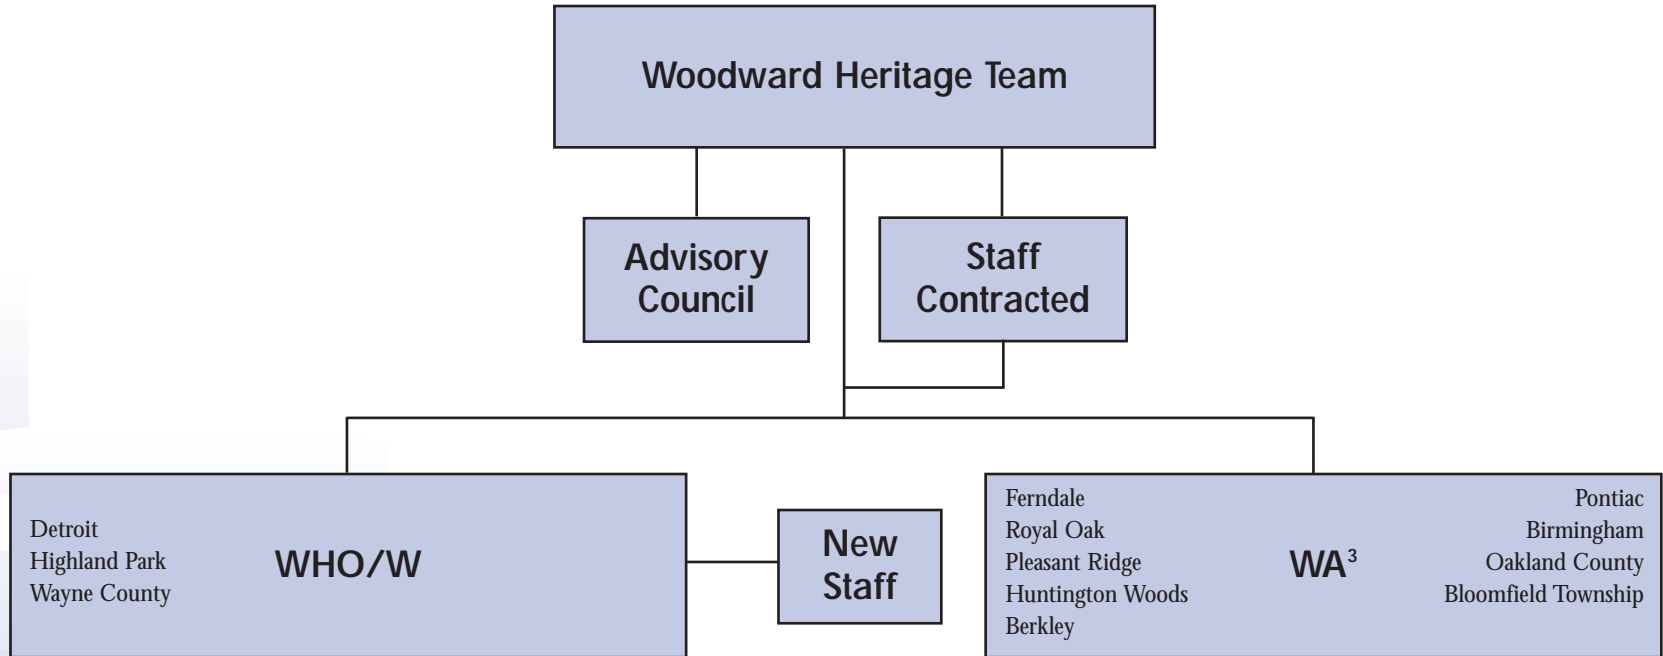 Woodward Heritage Team
Advisory
Council
Staff
Contracted
Detroit
Highland Park
Wayne County
WHO/W
New
Staff
Ferndale
Royal Oak
Pleasant Ridge
Huntington Woods
Berkley
WA³
Pontiac
Birmingham
Oakland County
Bloomfield Township